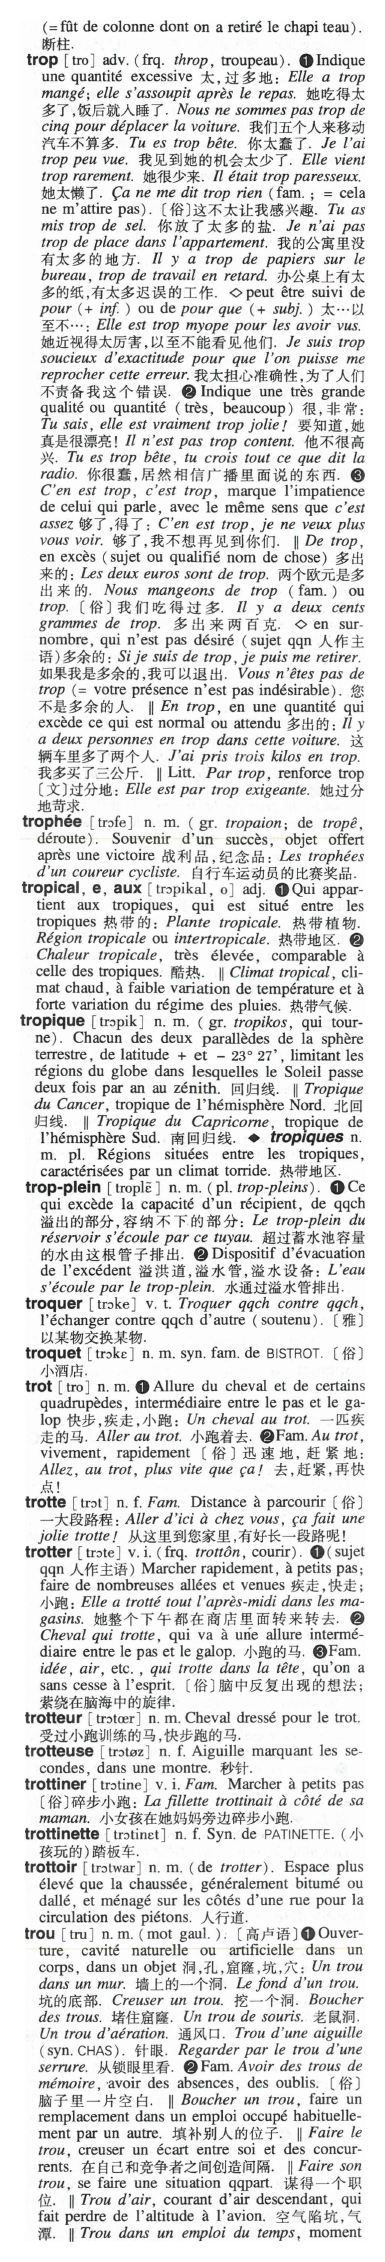 (=fût de colonne dont on a retiré le chapi teau).
断柱.
trop [tro] adv. (frq. throp, troupeau). ❶Indique
une quantité excessive 太,过多地: Elle a trop
mangé; elle s'assoupit après le repas. 她吃得太
多了,饭后就入睡了. Nous ne sommes pas trop de
cinq pour déplacer la voiture. 我们五个人来移动
汽车不算多. Tu es trop bête. 你太蠢了. Je l'ai
trop peu vue. 我见到她的机会太少了. Elle vient
trop rarement. 她很少来. Il était trop paresseux.
她太懒了. Ça ne me dit trop rien (fam. ; = cela
ne m'attire pas). 〔俗〕这不太让我感兴趣. Tu as
mis trop de sel. 你放了太多的盐. Je n'ai pas
trop de place dans l'appartement. 我的公寓里没
有太多的地方. Il y a trop de papiers sur le
bureau, trop de travail en retard. 办公桌上有太
多的纸,有太多迟误的工作. ◇peut être suivi de
pour (+ inf. ) ou de pour que (+ subj. ) 太…以
至不…: Elle est trop myope pour les avoir vus.
她近视得太厉害,以至不能看见他们. Je suis trop
soucieux d'exactitude pour que l'on puisse me
reprocher cette erreur. 我太担心准确性,为了人们
不责备我这个错误. ❷Indique une très grande
qualité ou quantité (très, beaucoup) 很,非常:
Tu sais, elle est vraiment trop jolie! 要知道,她
真是很漂亮! Il n'est pas trop content. 他不很高
兴. Tu es trop bête, tu crois tout ce que dit la
radio. 你很蠢,居然相信广播里面说的东西. ❸
C'en est trop, c'est trop, marque l'impatience
de celui qui parle, avec le même sens que c'est
assez 够了,得了: C'en est trop, je ne veux plus
vous voir. 够了,我不想再见到你们. ‖ De trop,
en excès (sujet ou qualifié nom de chose) 多出
来的: Les deux euros sont de trop. 两个欧元是多
出来的. Nous mangeons de trop (fam. ) ou
trop. 〔俗〕我们吃得过多. Il y a deux cents
grammes de trop. 多出来两百克. ◇ en sur-
nombre, qui n'est pas désiré (sujet qqn 人作主
语)多余的: Si je suis de trop, je puis me retirer.
如果我是多余的,我可以退出. Vous n'êtes pas de
trop (= votre présence n'est pas indésirable). 您
不是多余的人. ‖ En trop, en une quantité qui
excède ce qui est normal ou attendu 多出的: Il y
a deux personnes en trop dans cette voiture. 这
辆车里多了两个人. J'ai pris trois kilos en trop.
我多买了三公斤. ‖ Litt. Par trop, renforce trop
〔文〕过分地: Elle est par trop exigeante. 她过分
地苛求.
trophée [trɔfe] n. m. ( gr. tropaion; de tropê,
déroute). Souvenir d'un succès, objet offert
après une victoire 战利品,纪念品: Les trophées
d'un coureur cycliste. 自行车运动员的比赛奖品.
tropical, e, aux [trɔpikal, o] adj. ❶Qui appar-
tient aux tropiques, qui est situé entre les
tropiques 热带的: Plante tropicale. 热带植物.
Région tropicale ou intertropicale. 热带地区. ❷
Chaleur tropicale, très élevée, comparable à
celle des tropiques. 酷热. ‖ Climat tropical, cli-
mat chaud, à faible variation de température et à
forte variation du régime des pluies. 热带气候.
tropique [trɔpik] n. m. ( gr. tropikos, qui tour-
ne). Chacun des deux parallèdes de la sphère
terrestre, de latitude + et − 23° 27', limitant les
régions du globe dans lesquelles le Soleil passe
deux fois par an au zénith. 回归线. ‖ Tropique
du Cancer, tropique de l'hémisphère Nord. 北回
归线. ‖ Tropique du Capricorne, tropique de
l'hémisphère Sud. 南回归线. ◆ tropiques n.
m. pl. Régions situées entre les tropiques,
caractérisées par un climat torride. 热带地区.
trop-plein [troplɛ̃] n. m. ( pl. trop-pleins). ❶Ce
qui excède la capacité d'un récipient, de qqch
溢出的部分,容纳不下的部分: Le trop-plein du
réservoir s'écoule par ce tuyau. 超过蓄水池容量
的水由这根管子排出. ❷Dispositif d'évacuation
de l'excédent 溢洪道,溢水管,溢水设备: L'eau
s'écoule par le trop-plein. 水通过溢水管排出.
troquer [trɔke] v. t. Troquer qqch contre qqch,
l'échanger contre qqch d'autre (soutenu). 〔雅〕
以某物交换某物.
troquet [trɔkɛ] n. m. syn. fam. de BISTROT. 〔俗〕
小酒店.
trot [tro] n. m. ❶Allure du cheval et de certains
quadrupèdes, intermédiaire entre le pas et le ga-
lop 快步,疾走,小跑: Un cheval au trot. 一匹疾
走的马. Aller au trot. 小跑着去. ❷Fam. Au trot,
vivement, rapidement 〔俗〕迅速地, 赶紧地:
Allez, au trot, plus vite que ça! 去,赶紧,再快
点!
trotte [trɔt] n. f. Fam. Distance à parcourir〔俗〕
一大段路程: Aller d'ici à chez vous, ça fait une
jolie trotte! 从这里到您家里,有好长一段路呢!
trotter [trɔte] v. i. (frq. trottôn, courir). ❶(sujet
qqn 人作主语) Marcher rapidement, à petits pas;
faire de nombreuses allées et venues 疾走,快走;
小跑: Elle a trotté tout l'après-midi dans les ma-
gasins. 她整个下午都在商店里面转来转去. ❷
Cheval qui trotte, qui va à une allure intermé-
diaire entre le pas et le galop. 小跑的马. ❸Fam.
idée, air, etc. , qui trotte dans la tête, qu'on a
sans cesse à l'esprit. 〔俗〕脑中反复出现的想法;
萦绕在脑海中的旋律.
trotteur [trɔtœr] n. m. Cheval dressé pour le trot.
受过小跑训练的马,快步跑的马.
trotteuse [trɔtøz] n. f. Aiguille marquant les se-
condes, dans une montre. 秒针.
trottiner [trɔtine] v. i. Fam. Marcher à petits pas
〔俗〕碎步小跑: La fillette trottinait à côté de sa
maman. 小女孩在她妈妈旁边碎步小跑.
trottinette [trɔtinɛt] n. f. Syn. de PATINETTE. (小
孩玩的)踏板车.
trottoir [trɔtwar] n. m. (de trotter). Espace plus
élevé que la chaussée, généralement bitumé ou
dallé, et ménagé sur les côtés d'une rue pour la
circulation des piétons. 人行道.
trou [tru] n. m. (mot gaul. ). 〔高卢语〕❶Ouver-
ture, cavité naturelle ou artificielle dans un
corps, dans un objet 洞,孔,窟窿,坑,穴: Un trou
dans un mur. 墙上的一个洞. Le fond d'un trou.
坑的底部. Creuser un trou. 挖一个洞. Boucher
des trous. 堵住窟窿. Un trou de souris. 老鼠洞.
Un trou d'aération. 通风口. Trou d'une aiguille
(syn. CHAS). 针眼. Regarder par le trou d'une
serrure. 从锁眼里看. ❷Fam. Avoir des trous de
mémoire, avoir des absences, des oublis. 〔俗〕
脑子里一片空白. ‖ Boucher un trou, faire un
remplacement dans un emploi occupé habituelle-
ment par un autre. 填补别人的位子. ‖ Faire le
trou, creuser un écart entre soi et des concur-
rents. 在自己和竞争者之间创造间隔. ‖ Faire son
trou, se faire une situation qqpart. 谋得一个职
位. ‖ Trou d'air, courant d'air descendant, qui
fait perdre de l'altitude à l'avion. 空气陷坑,气
潭. ‖ Trou dans un emploi du temps, moment